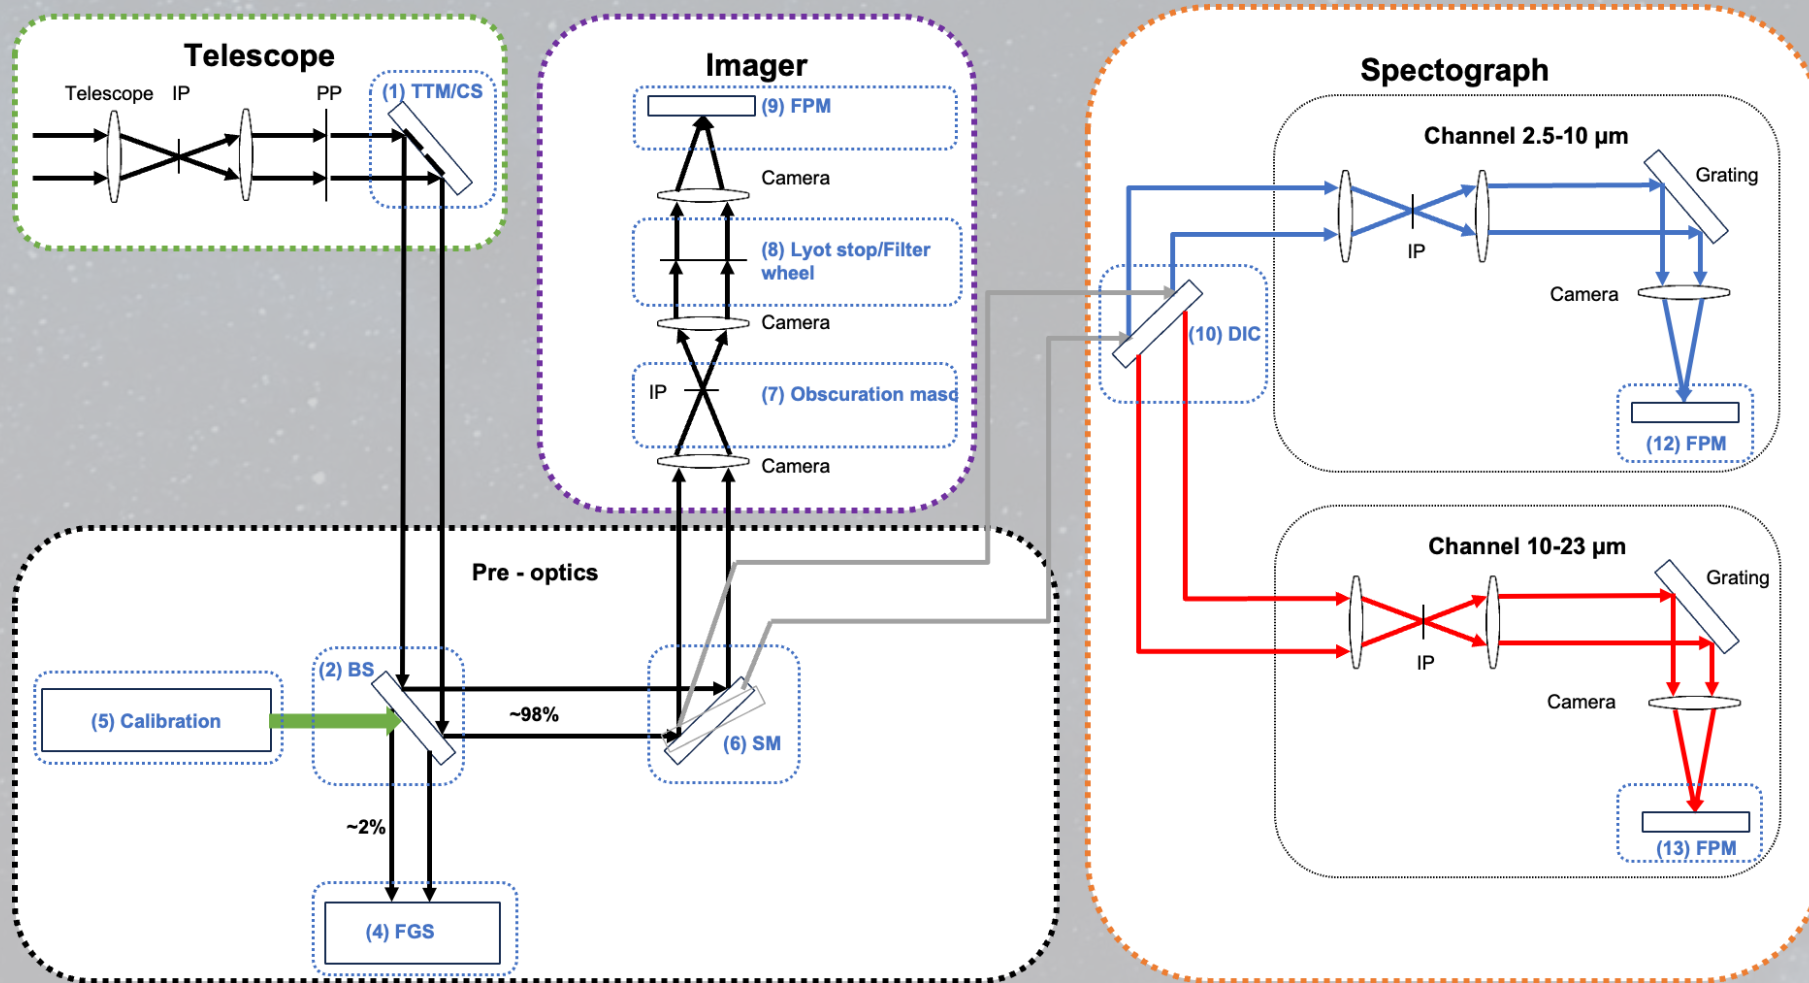 Telescope
Telescope
IP
PP
(1) TTM/CS
Imager
(9) FPM
Camera
(8) Lyot stop/Filter
wheel
Camera
IP
(7) Obscuration masc
Camera
Pre - optics
(2) BS
(5) Calibration
~98%
(6) SM
~2%
(4) FGS
Spectograph
Channel 2.5-10 µm
Grating
IP
Camera
(10) DIC
(12) FPM
Channel 10-23 µm
Grating
IP
Camera
(13) FPM